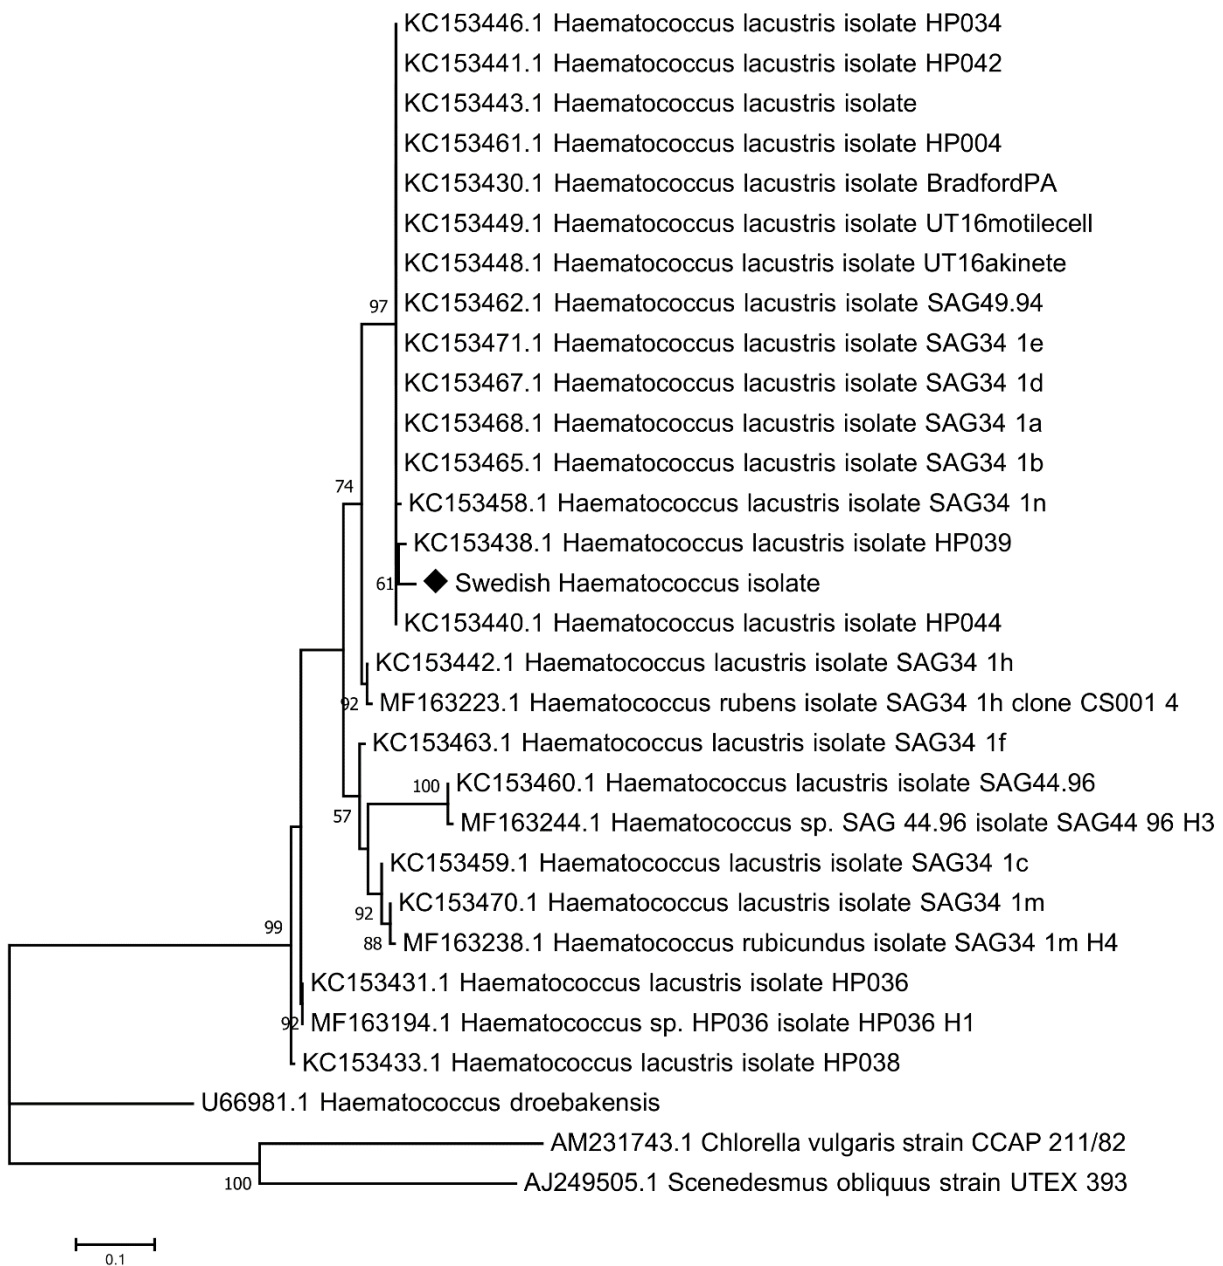 KC153446.1 Haematococcus lacustris isolate HP034
KC153441.1 Haematococcus lacustris isolate HP042
KC153443.1 Haematococcus lacustris isolate
KC153461.1 Haematococcus lacustris isolate HP004
KC153430.1 Haematococcus lacustris isolate BradfordPA
KC153449.1 Haematococcus lacustris isolate UT16motilecell
KC153448.1 Haematococcus lacustris isolate UT16akinete
97
KC153462.1 Haematococcus lacustris isolate SAG49.94
KC153471.1 Haematococcus lacustris isolate SAG34 1e
KC153467.1 Haematococcus lacustris isolate SAG34 1d
KC153468.1 Haematococcus lacustris isolate SAG34 1a
KC153465.1 Haematococcus lacustris isolate SAG34 1b
74
KC153458.1 Haematococcus lacustris isolate SAG34 1n
KC153438.1 Haematococcus lacustris isolate HP039
61
Swedish Haematococcus isolate
KC153440.1 Haematococcus lacustris isolate HP044
KC153442.1 Haematococcus lacustris isolate SAG34 1h
92
MF163223.1 Haematococcus rubens isolate SAG34 1h clone CS001 4
KC153463.1 Haematococcus lacustris isolate SAG34 1f
100
KC153460.1 Haematococcus lacustris isolate SAG44.96
57
MF163244.1 Haematococcus sp. SAG 44.96 isolate SAG44 96 H3
KC153459.1 Haematococcus lacustris isolate SAG34 1c
92
KC153470.1 Haematococcus lacustris isolate SAG34 1m
99
88
MF163238.1 Haematococcus rubicundus isolate SAG34 1m H4
KC153431.1 Haematococcus lacustris isolate HP036
92
MF163194.1 Haematococcus sp. HP036 isolate HP036 H1
KC153433.1 Haematococcus lacustris isolate HP038
U66981.1 Haematococcus droebakensis
AM231743.1 Chlorella vulgaris strain CCAP 211/82
100
AJ249505.1 Scenedesmus obliquus strain UTEX 393
0.1